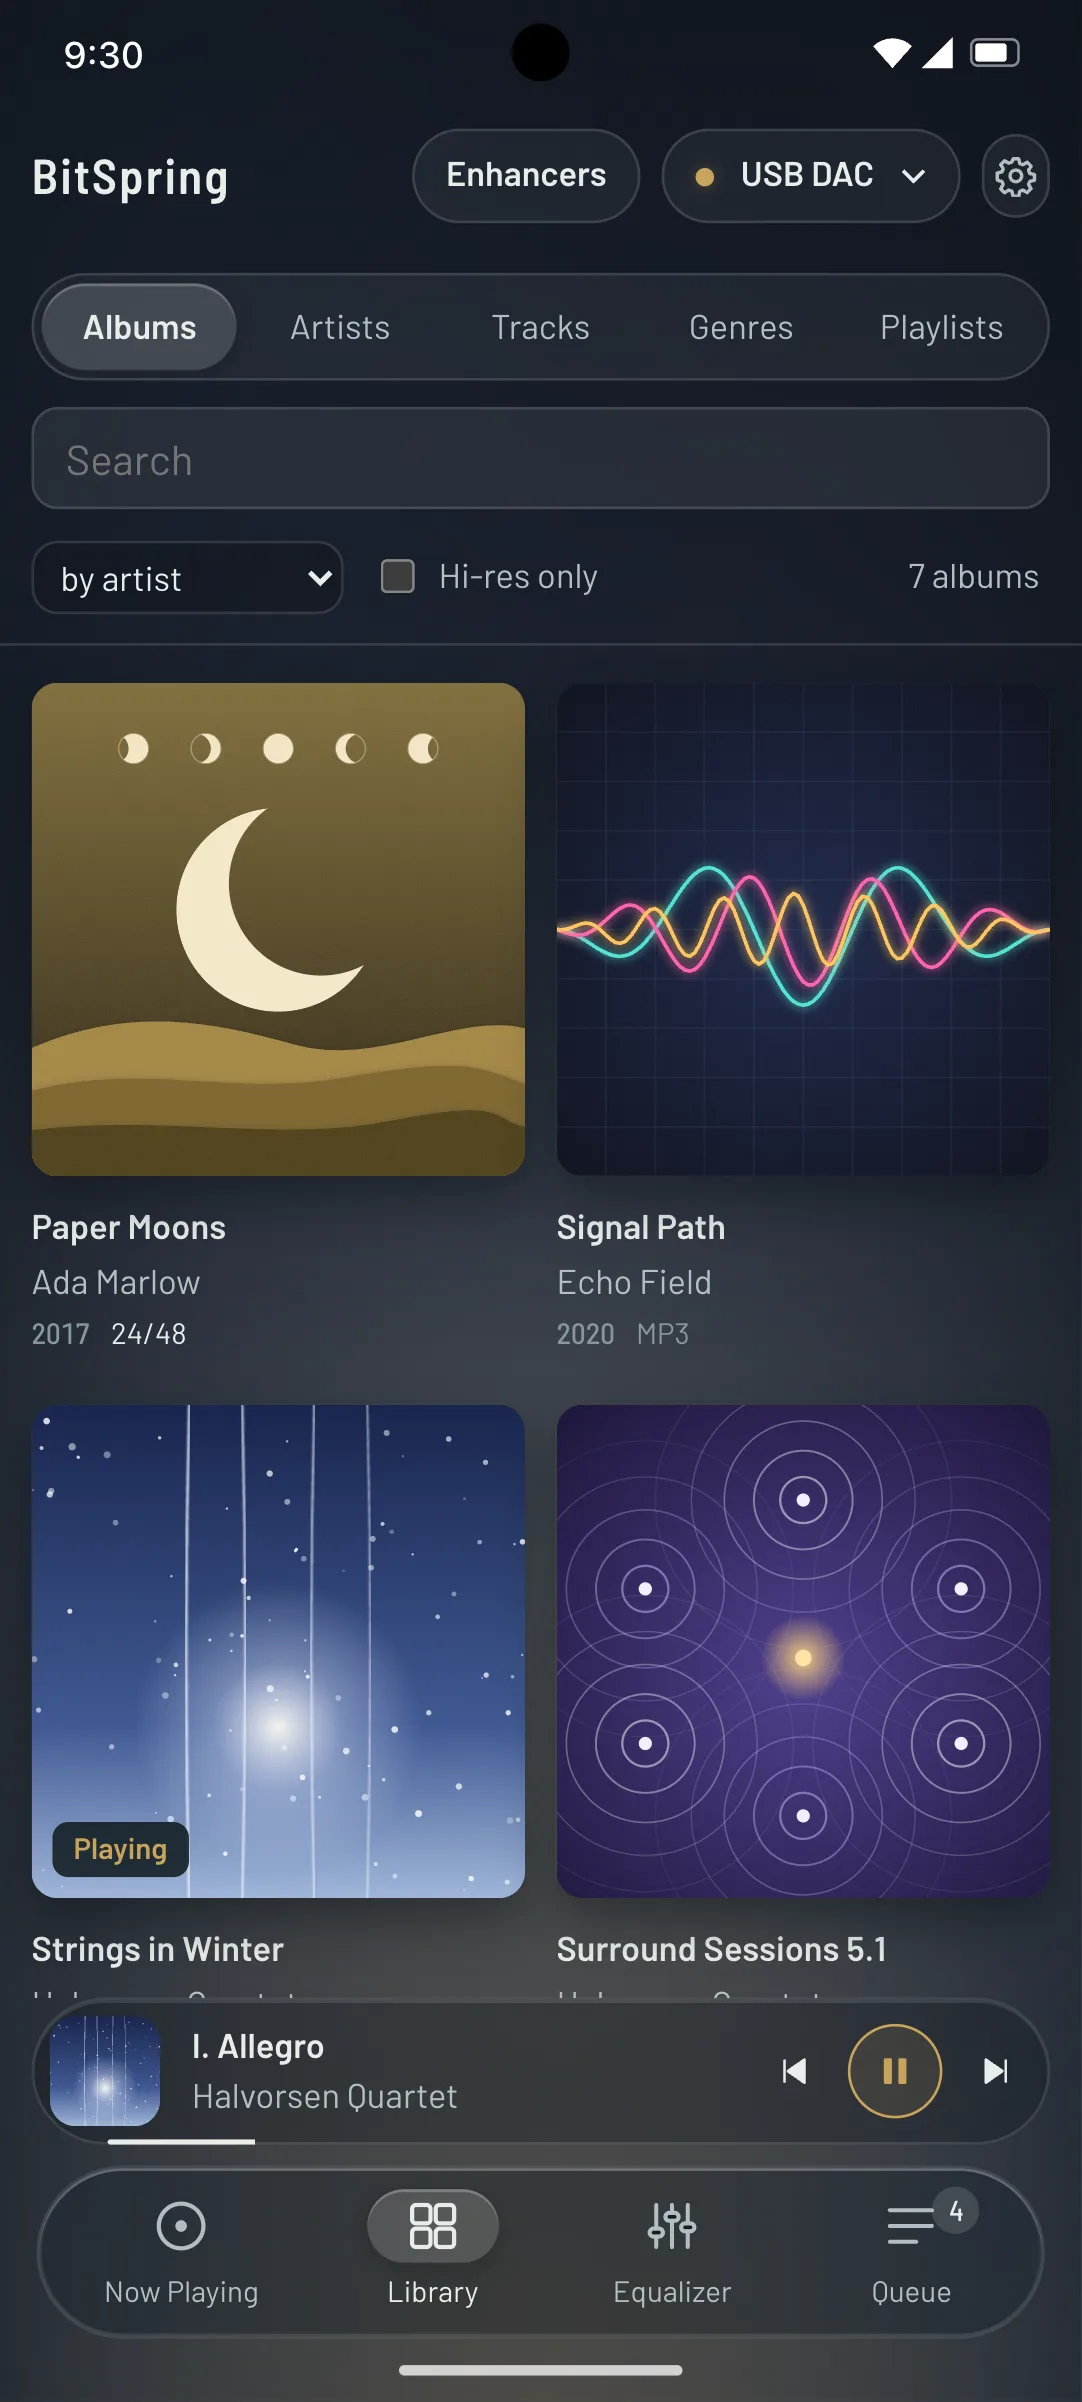 9:30
BitSpring
Enhancers
USB DAC
Albums
Artists
Tracks
Genres
Playlists
Search
by artist
Hi-res only
7 albums
Paper Moons
Ada Marlow
2017 24/48
Signal Path
Echo Field
2020 MP3
Playing
Strings in Winter
Surround Sessions 5.1
I. Allegro
Halvorsen Quartet
Now Playing
Library
Equalizer
4
Queue